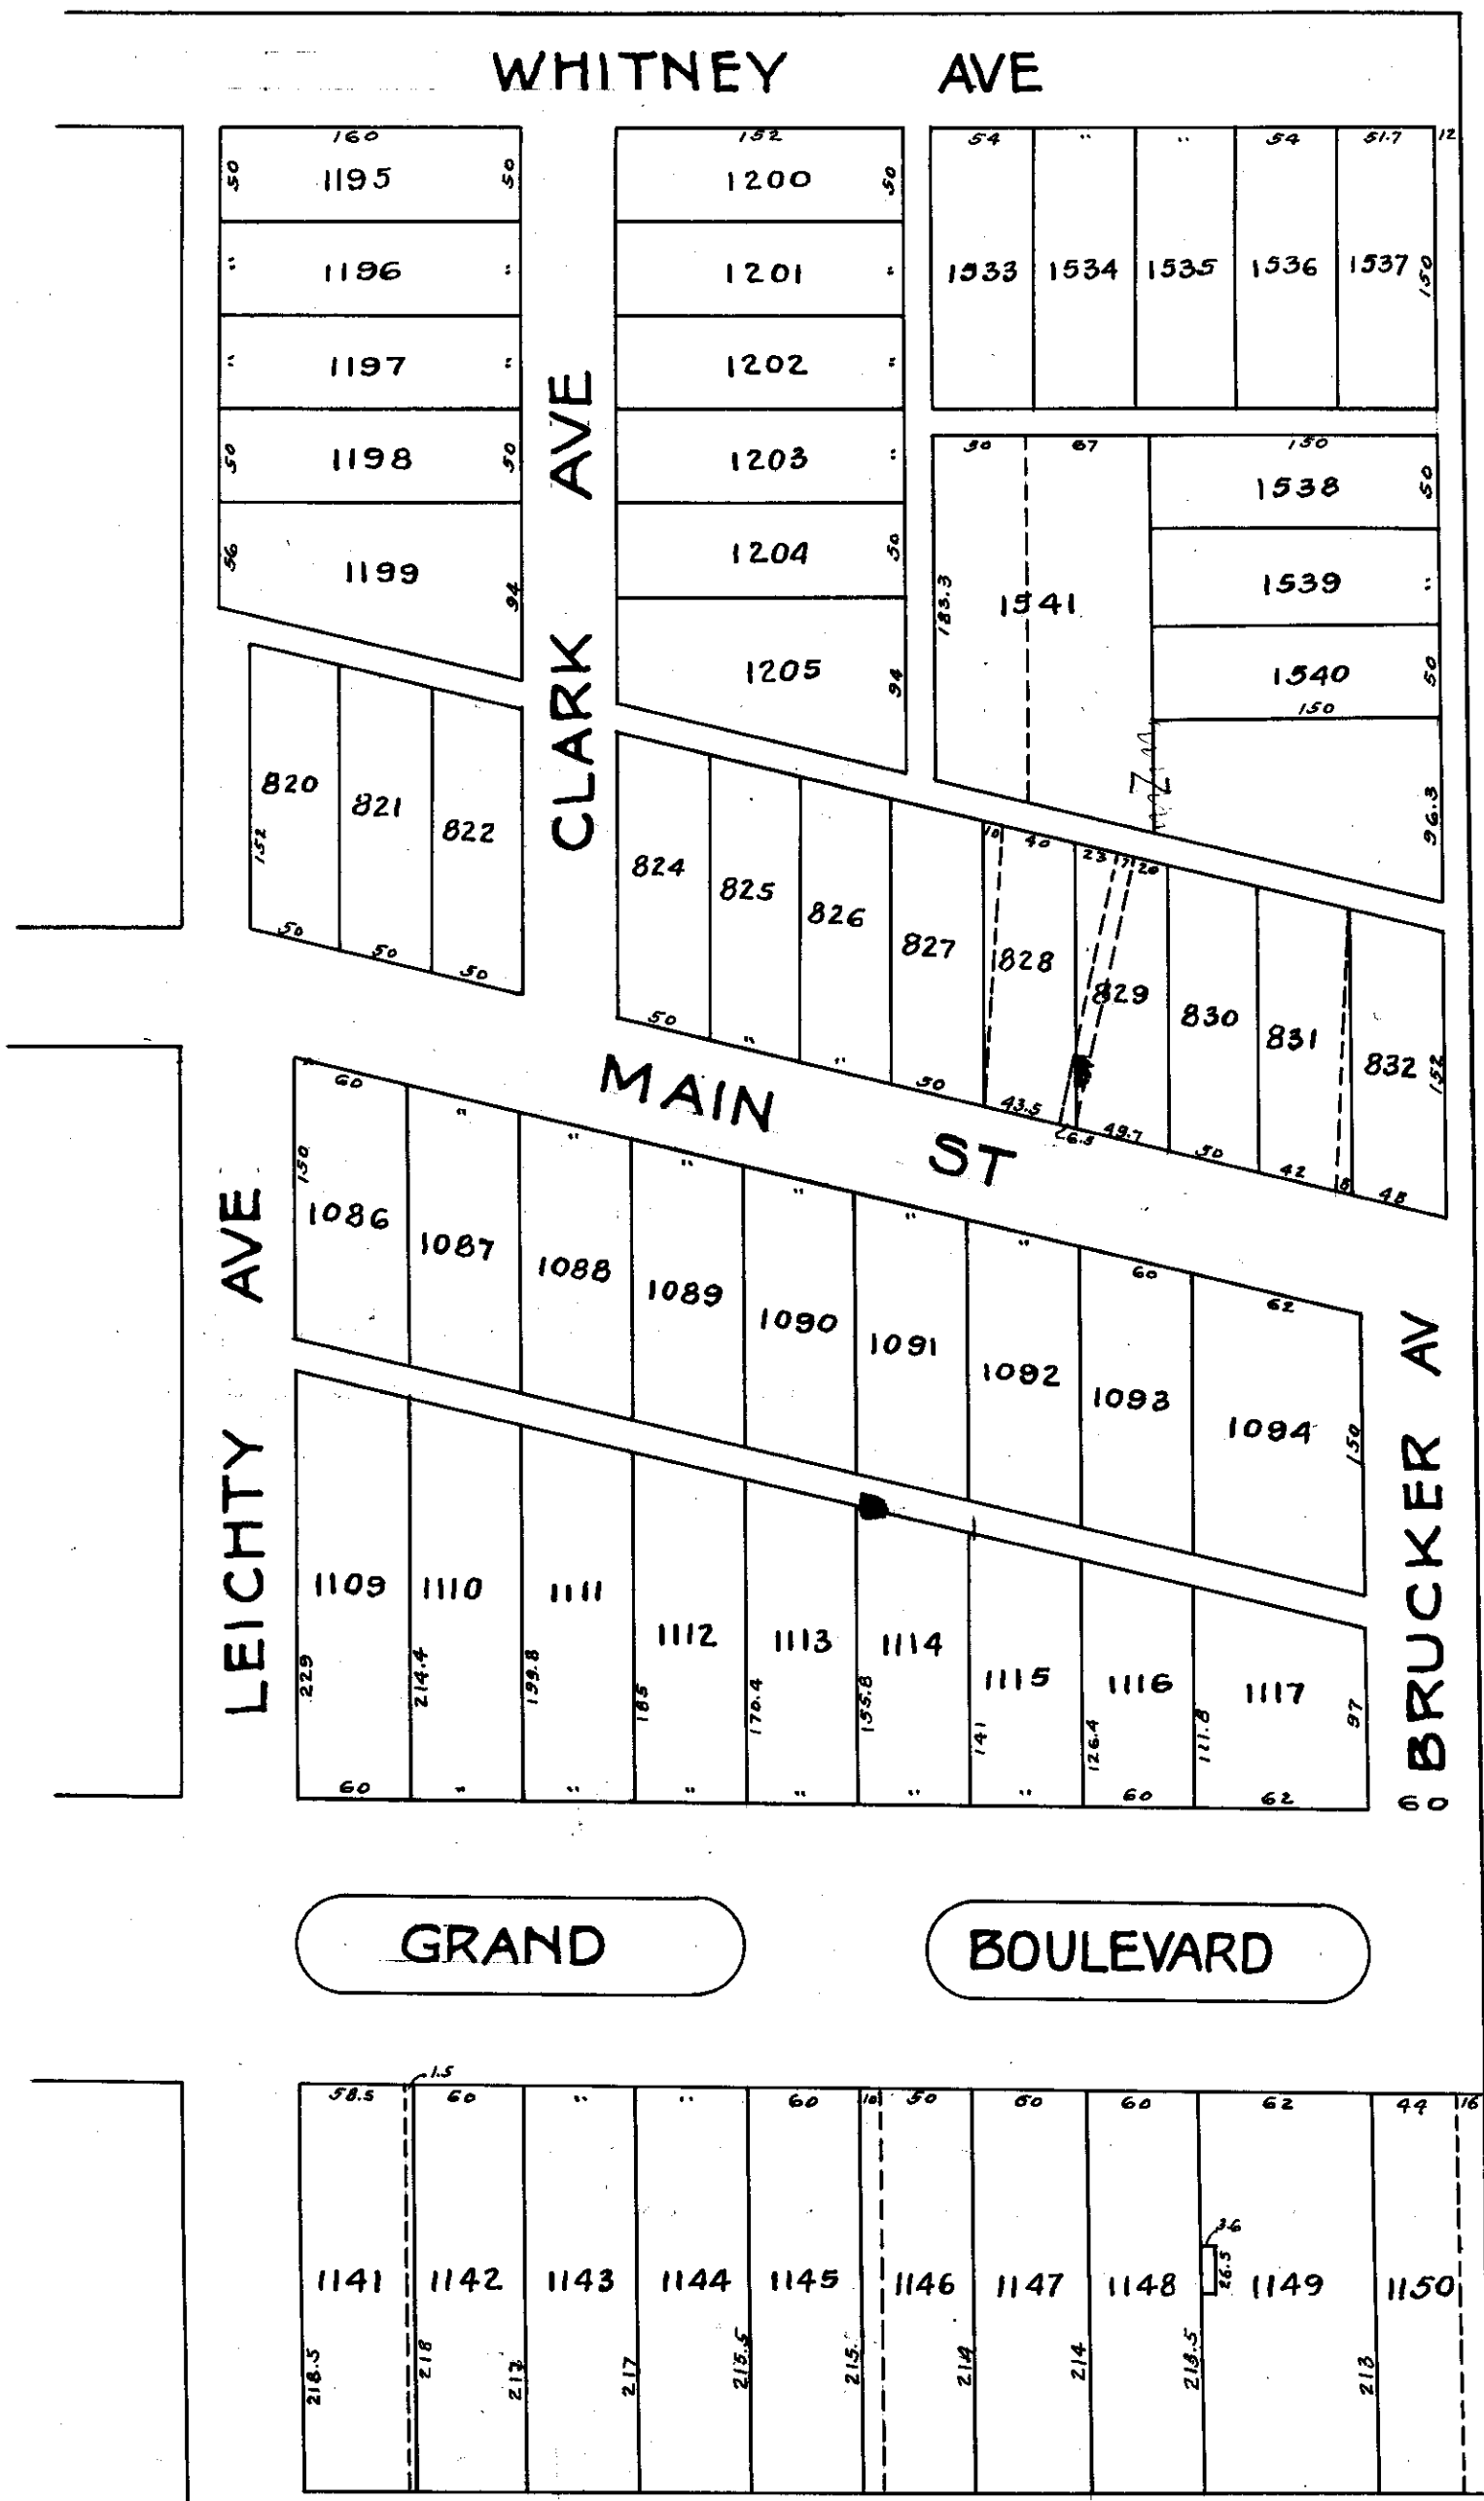 WHITNEY AVE
160 152 54 " " 54 51.7 12
50 1195 50 1200 50
" 1196 " 1201 " 1533 1534 1535 1536 1537 150
" 1197 " 1202 "
50 1198 50 1203 " 50 67 150
1538 50
56 1199 94 1204 50 1539 "
183.3 1541
1205 94 1540 50
150
CLARK AVE
96.3
820 821 822
152
50 50 50
10 40 23 17 20
824 825 826 827 828 829 830 831 832
152
50 " " 50 43.5 6.5 49.7 50 42 8 48
MAIN ST
60 " " " " " " 60 62
150
1086 1087 1088 1089 1090 1091 1092 1093 1094
150
LEICHTY AVE
BRUCKER AV
60
1109 1110 1111 1112 1113 1114 1115 1116 1117
229 214.4 199.8 185 170.4 155.8 141 126.4 111.8 97
60 " " " " " " 60 62
GRAND BOULEVARD
1.5
58.5 60 " " 60 10 50 60 60 62 44 16
3.6
26.5
1141 1142 1143 1144 1145 1146 1147 1148 1149 1150
218.5 218 217 217 215.5 215. 214 214 213.5 213